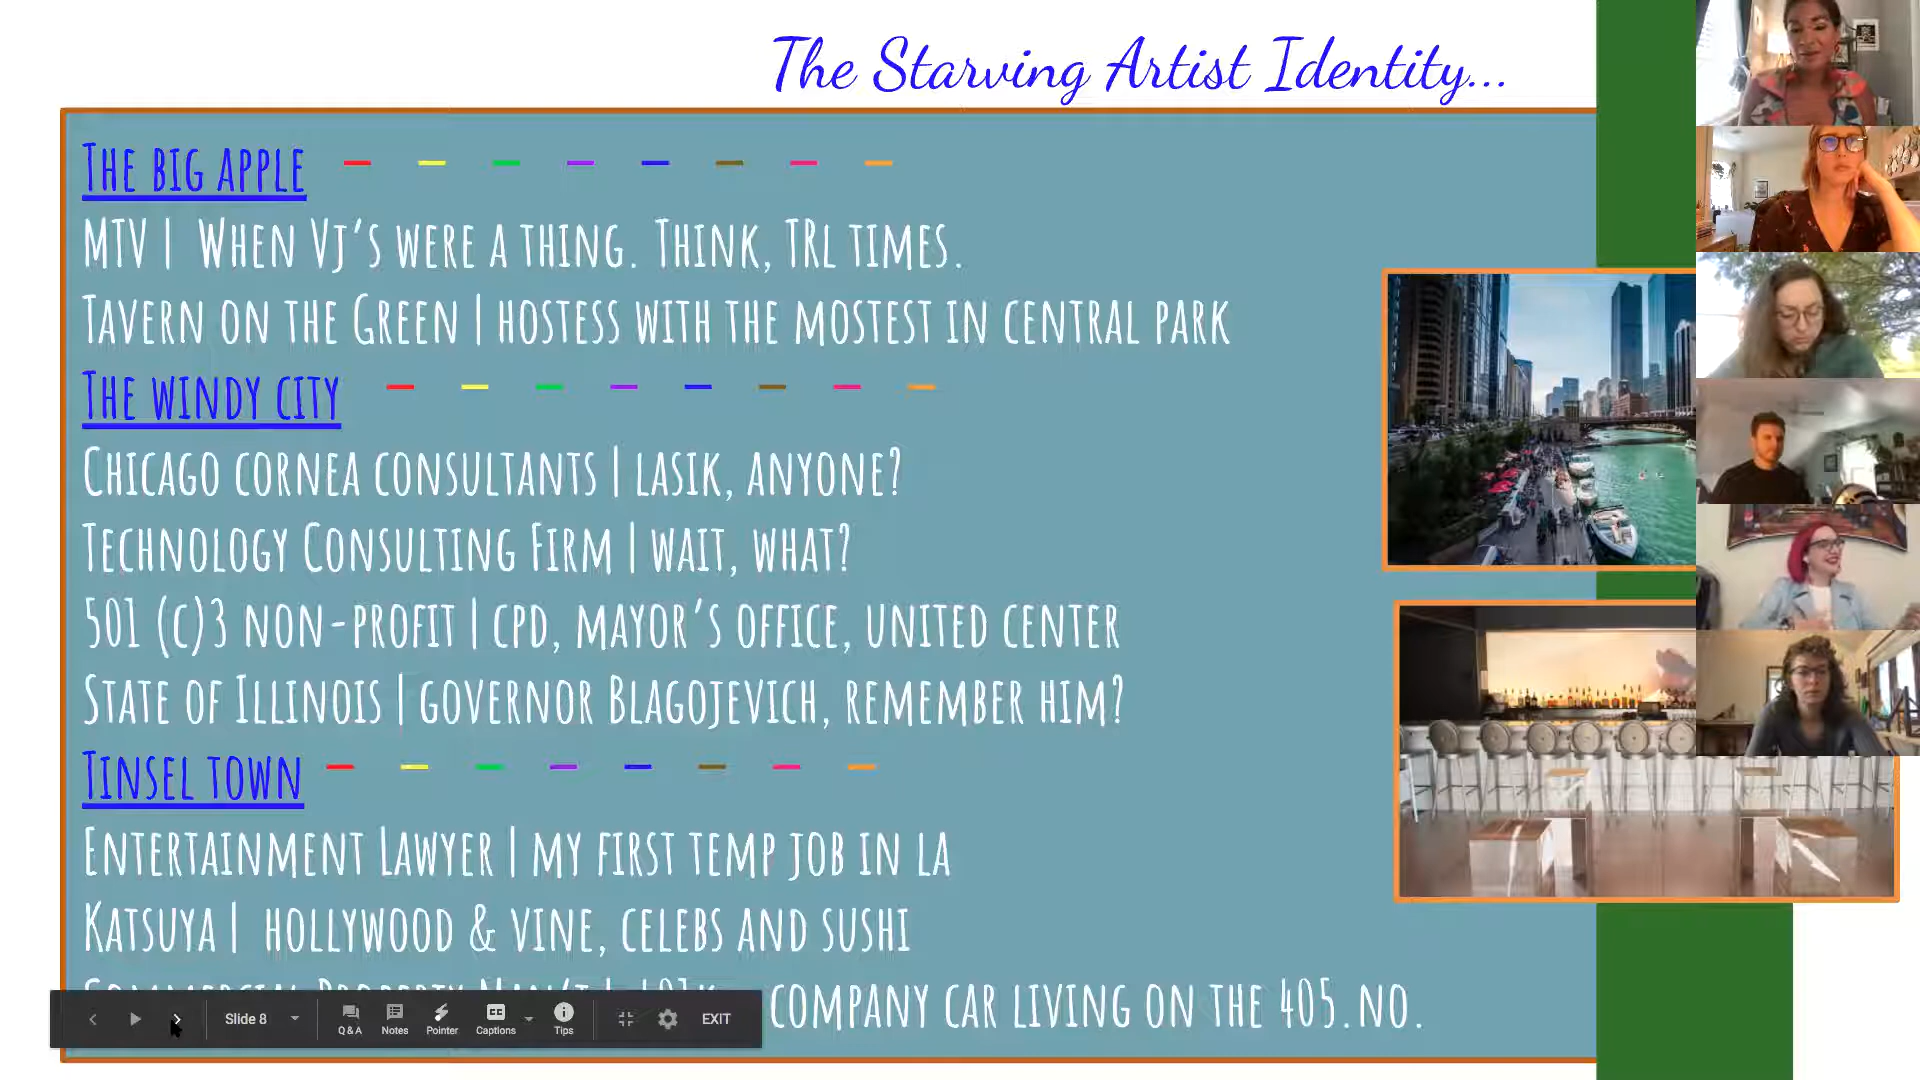 The Starving Artist Identity...
The big apple
MTV | When VJ's were a thing. Think, TRL times.
Tavern on the Green | hostess with the mostest in central park
The windy city
Chicago cornea consultants | lasik, anyone?
Technology Consulting Firm | wait, what?
501 (c)3 non-profit | cpd, mayor's office, united center
State of Illinois | governor Blagojevich, remember him?
Tinsel town
Entertainment Lawyer | my first temp job in LA
Katsuya | hollywood & vine, celebs and sushi
company car living on the 405. no.
Slide 8
Q & A
Notes
Pointer
CC
Captions
Tips
EXIT